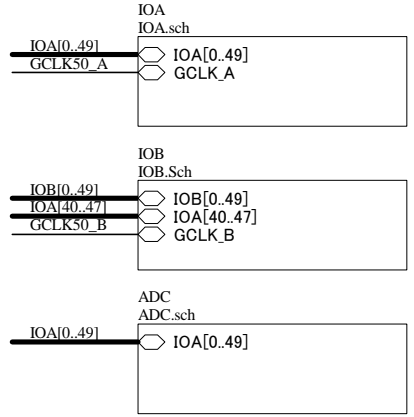 IOA
IOA.sch
IOA[0..49] IOA[0..49]
GCLK50_A GCLK_A
IOB
IOB.Sch
IOB[0..49] IOB[0..49]
IOA[40..47] IOA[40..47]
GCLK50_B GCLK_B
ADC
ADC.sch
IOA[0..49] IOA[0..49]